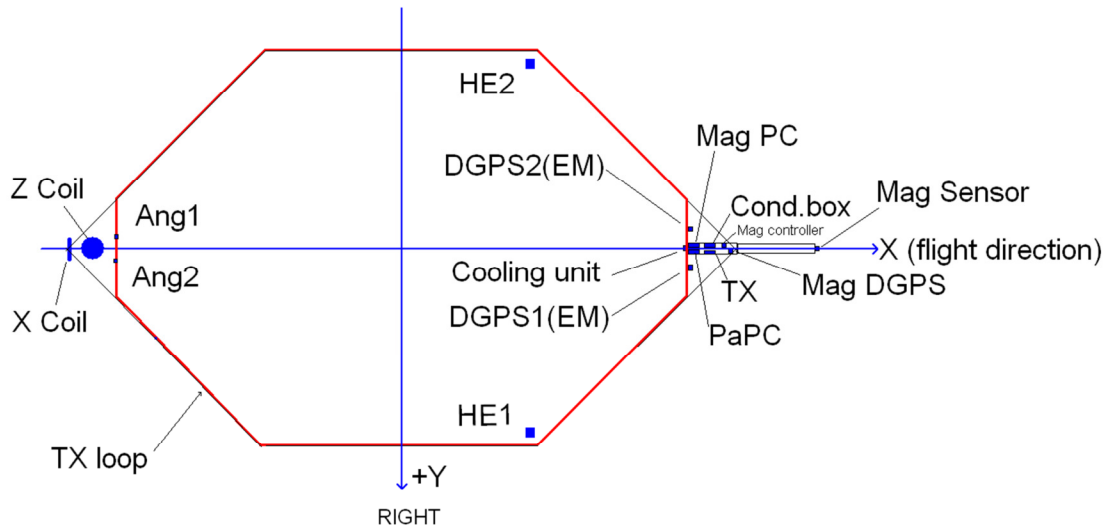 HE2
Mag PC
DGPS2(EM)
Z Coil
Ang1
Cond.box
Mag Sensor
Mag controller
X (flight direction)
Ang2
Cooling unit
TX
Mag DGPS
X Coil
DGPS1(EM)
PaPC
HE1
TX loop
+Y
RIGHT